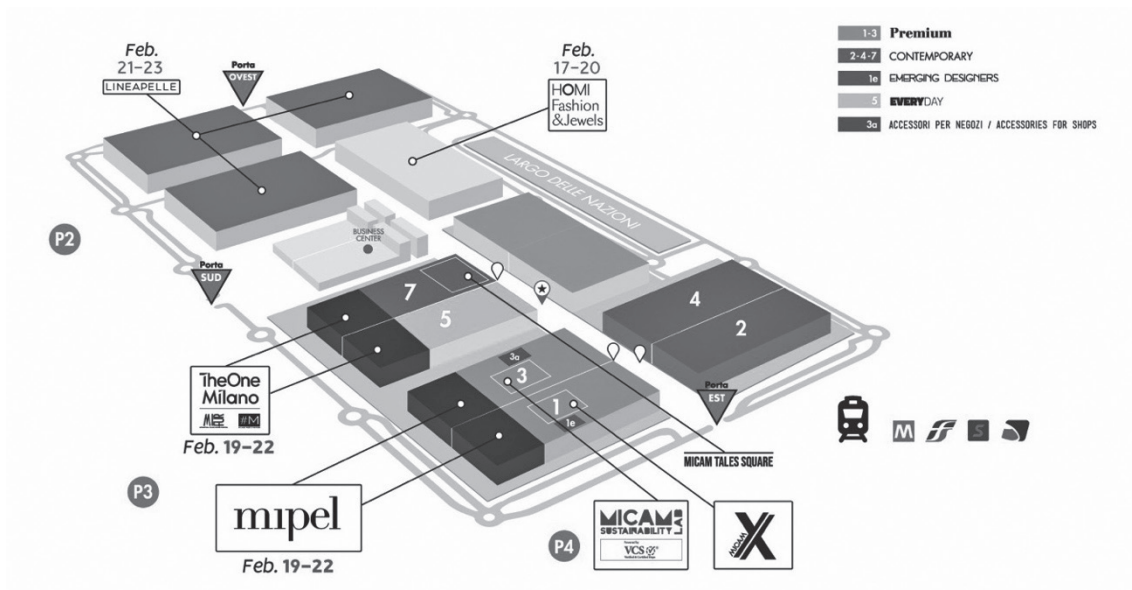 1-3 Premium
2-4-7 CONTEMPORARY
1e EMERGING DESIGNERS
5 EVERYDAY
3a ACCESSORI PER NEGOZI / ACCESSORIES FOR SHOPS
Feb.
21–23
LINEAPELLE
Porta
OVEST
Feb.
17–20
HOMI
Fashion
&Jewels
LARGO DELLE NAZIONI
P2
BUSINESS
CENTER
Porta
SUD
7
5
4
2
3a
3
1
1e
Porta
EST
TheOne
Milano
#M
Feb. 19–22
MICAM TALES SQUARE
M
S
P3
mipel
Feb. 19–22
P4
MICAM
SUSTAINABILITY LAB
VCS
MICAM
X